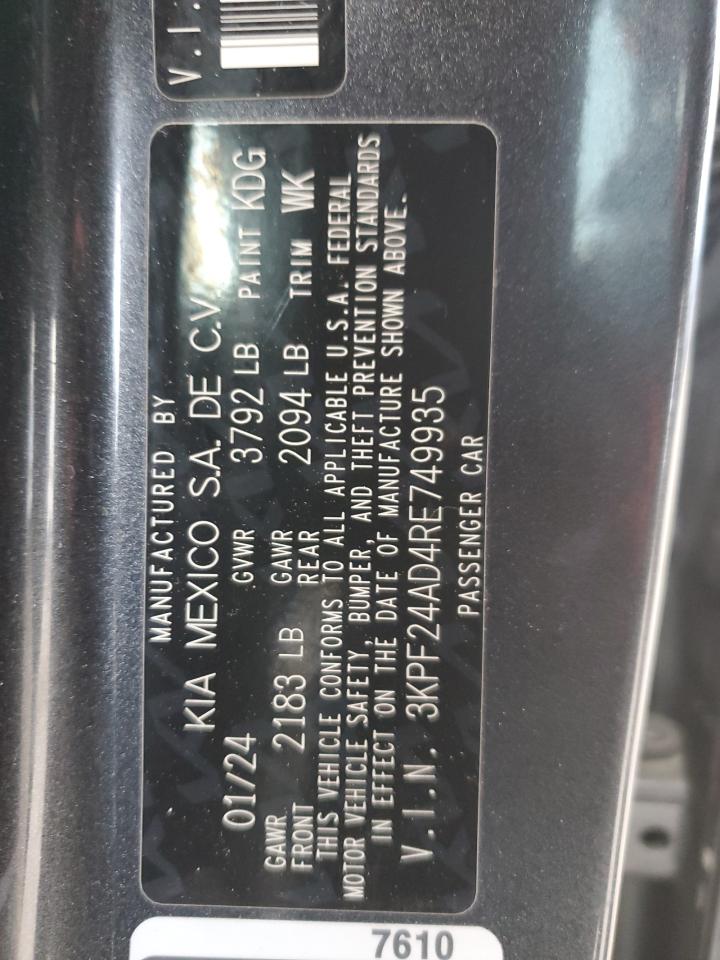 V.I.
MANUFACTURED BY
KIA MEXICO S.A. DE C.V.
01/24 GVWR 3792 LB PAINT KDG
GAWR FRONT 2183 LB GAWR REAR 2094 LB TRIM WK
THIS VEHICLE CONFORMS TO ALL APPLICABLE U.S.A. FEDERAL
MOTOR VEHICLE SAFETY, BUMPER, AND THEFT PREVENTION STANDARDS
IN EFFECT ON THE DATE OF MANUFACTURE SHOWN ABOVE.
V.I.N. 3KPF24AD4RE749935
PASSENGER CAR
7610